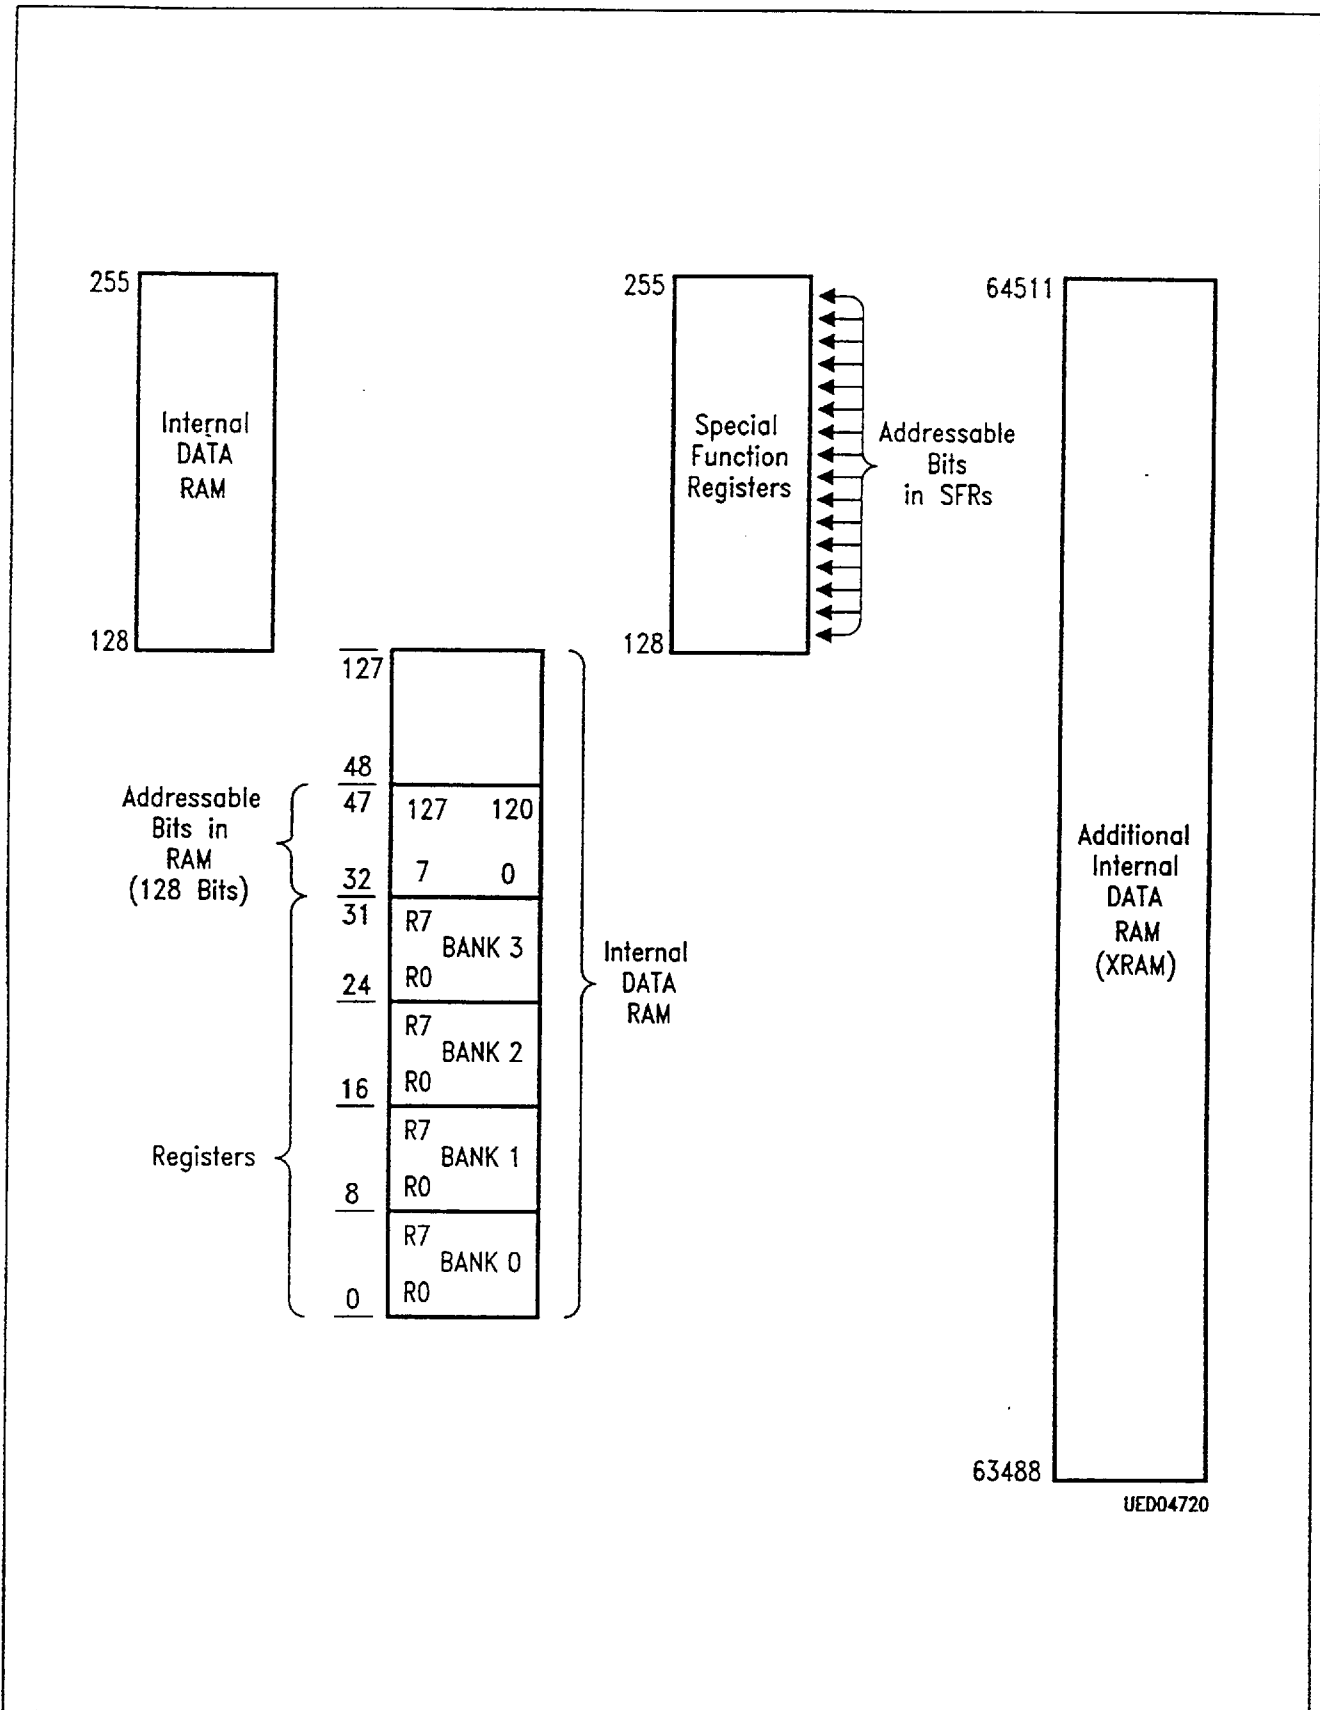 255
Internal
DATA
RAM
128
255
Special
Function
Registers
128
Addressable
Bits
in SFRs
64511
Additional
Internal
DATA
RAM
(XRAM)
63488
127
48
Addressable
Bits in
RAM
(128 Bits)
47
127 120
7 0
32
31
R7
BANK 3
R0
24
R7
BANK 2
R0
16
Registers
R7
BANK 1
R0
8
R7
BANK 0
R0
0
Internal
DATA
RAM
UED04720